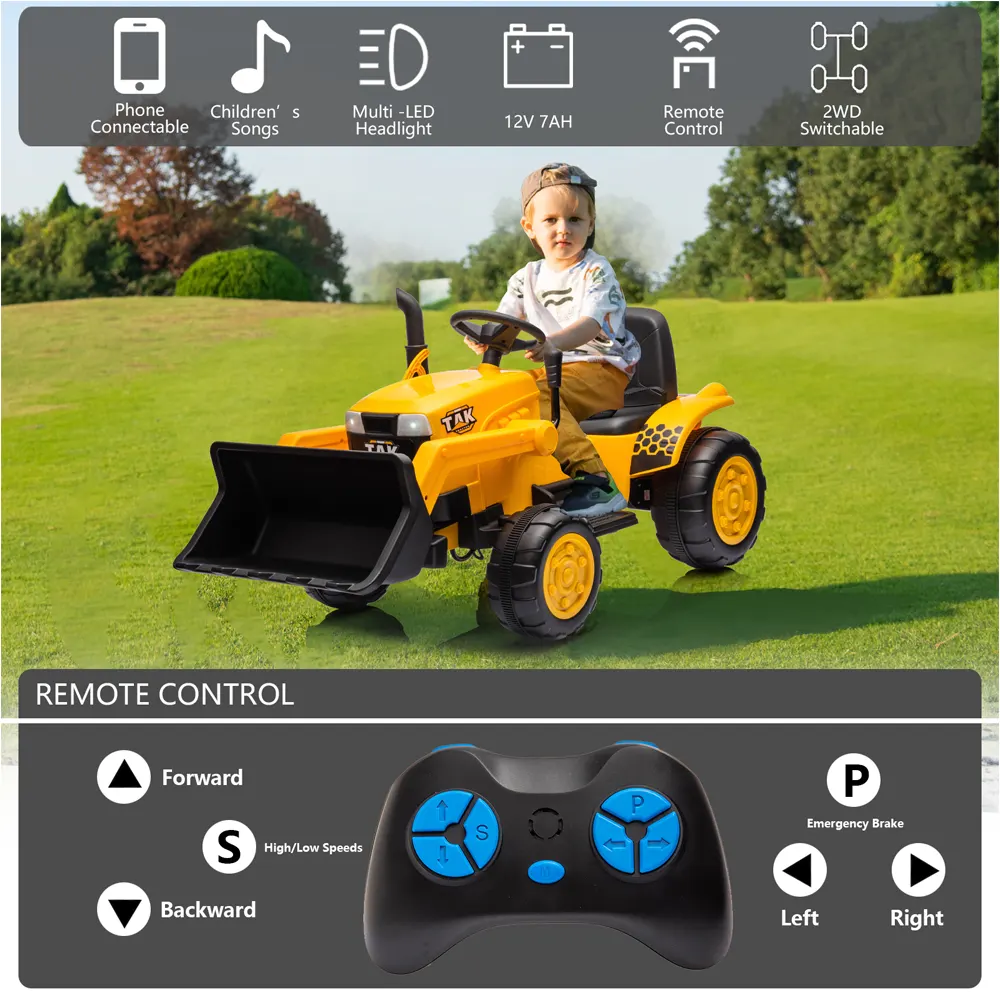 Phone
Connectable
Children’s
Songs
Multi -LED
Headlight
12V 7AH
Remote
Control
2WD
Switchable
TAK
TAK
REMOTE CONTROL
Forward
S
High/Low Speeds
Backward
S
P
P
Emergency Brake
Left
Right